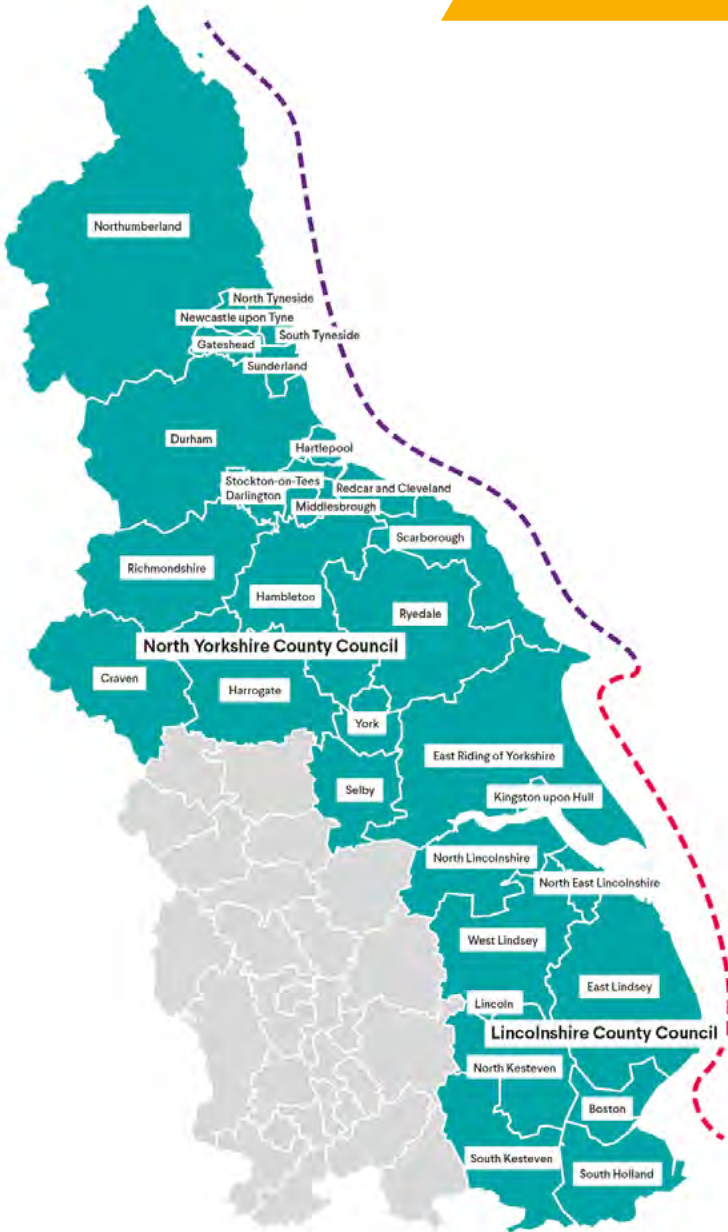 Northumberland
North Tyneside
Newcastle upon Tyne
South Tyneside
Gateshead
Sunderland
Durham
Hartlepool
Stockton-on-Tees
Darlington
Redcar and Cleveland
Middlesbrough
Scarborough
Richmondshire
Hambleton
Ryedale
North Yorkshire County Council
Craven
Harrogate
York
East Riding of Yorkshire
Selby
Kingston upon Hull
North Lincolnshire
North East Lincolnshire
West Lindsey
East Lindsey
Lincoln
Lincolnshire County Council
North Kesteven
Boston
South Kesteven
South Holland